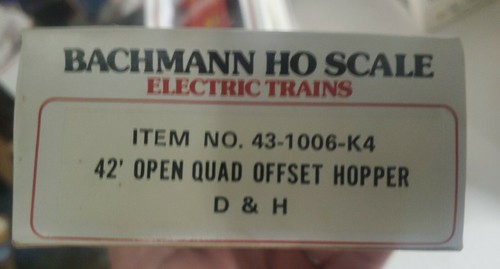 BACHMANN HO SCALE
ELECTRIC TRAINS
ITEM NO. 43-1006-K4
42' OPEN QUAD OFFSET HOPPER
D & H